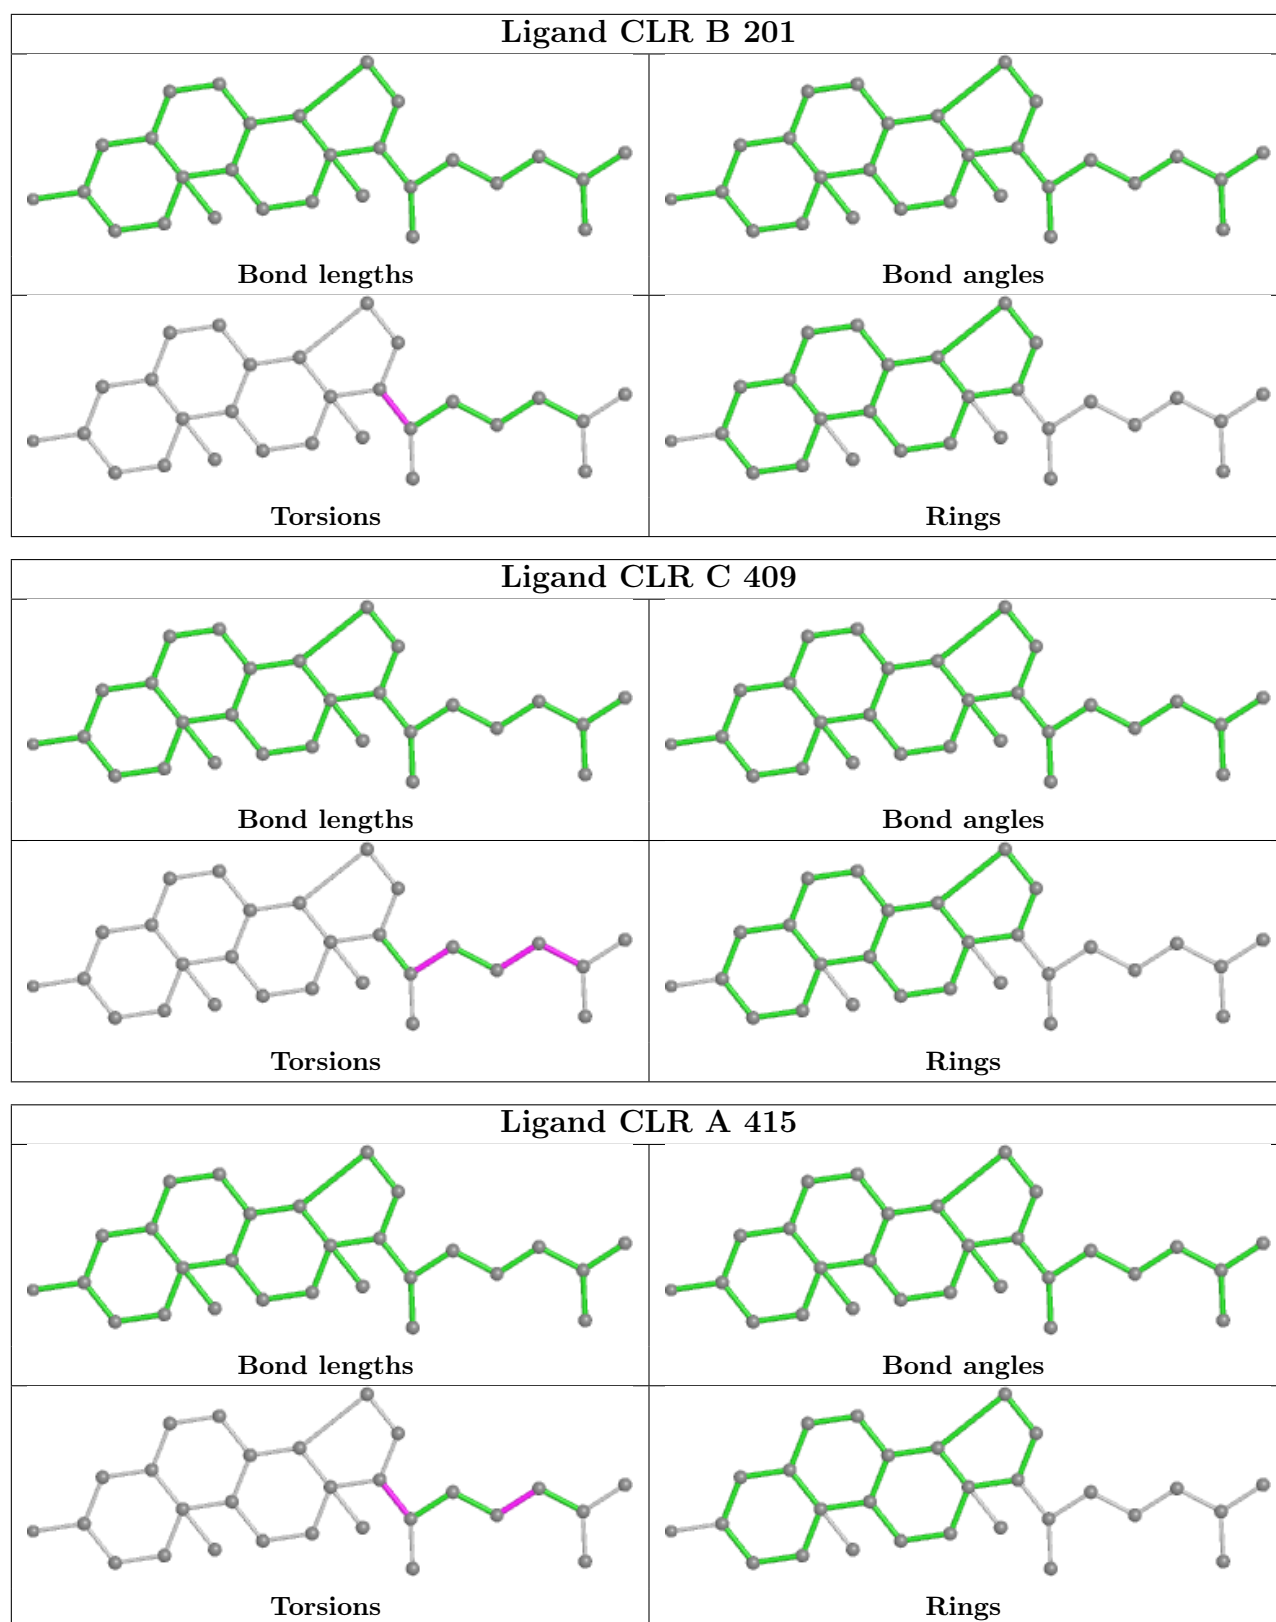 Ligand CLR B 201
Bond lengths
Bond angles
Torsions
Rings
Ligand CLR C 409
Bond lengths
Bond angles
Torsions
Rings
Ligand CLR A 415
Bond lengths
Bond angles
Torsions
Rings